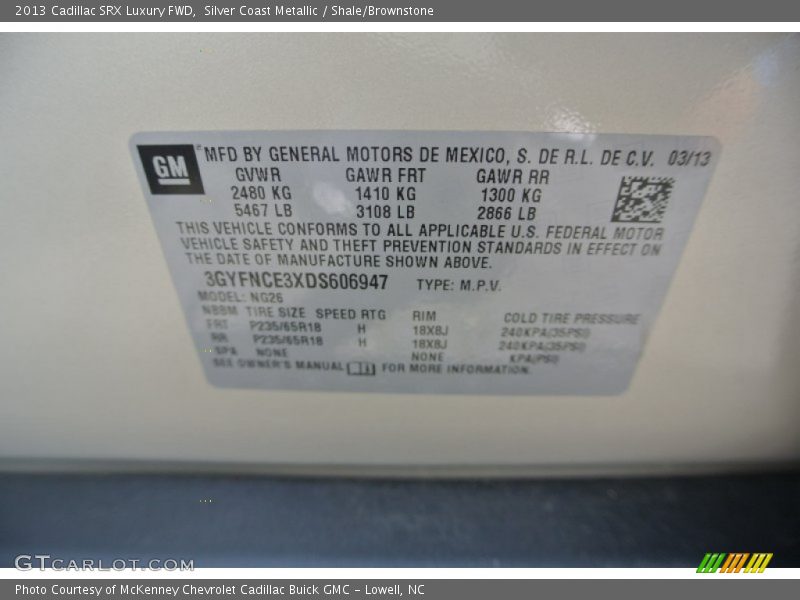 2013 Cadillac SRX Luxury FWD,  Silver Coast Metallic / Shale/Brownstone
GM MFD BY GENERAL MOTORS DE MEXICO, S. DE R.L. DE C.V. 03/13
GVWR GAWR FRT GAWR RR
2480 KG 1410 KG 1300 KG
5467 LB 3108 LB 2866 LB
THIS VEHICLE CONFORMS TO ALL APPLICABLE U.S. FEDERAL MOTOR
VEHICLE SAFETY AND THEFT PREVENTION STANDARDS IN EFFECT ON
THE DATE OF MANUFACTURE SHOWN ABOVE.
3GYFNCE3XDS606947 TYPE: M.P.V.
MODEL: NG26
TIRE SIZE SPEED RTG RIM COLD TIRE PRESSURE
FRT P235/65R18 H 18X8J 240KPA(35PSI)
RR P235/65R18 H 18X8J 240KPA(35PSI)
SPA NONE NONE KPA(PSI)
SEE OWNER'S MANUAL FOR MORE INFORMATION.
GTCARLOT.COM
Photo Courtesy of McKenney Chevrolet Cadillac Buick GMC - Lowell, NC